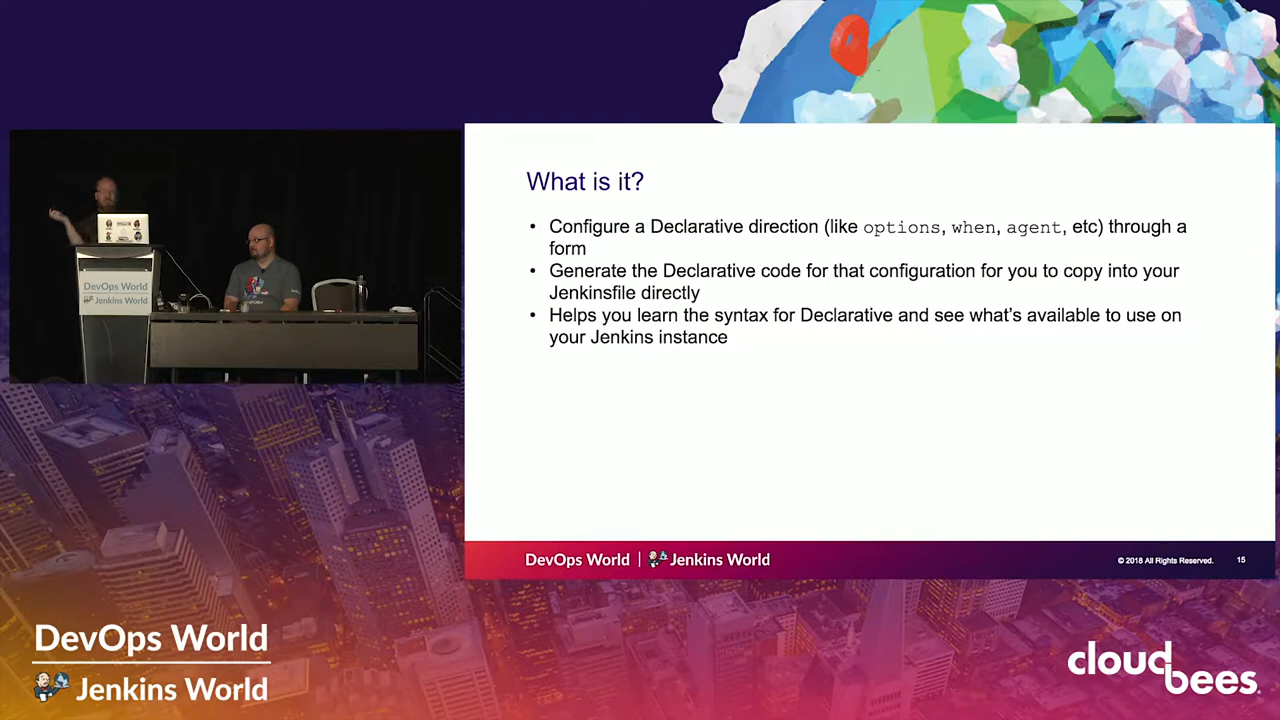 What is it?
• Configure a Declarative direction (like options, when, agent, etc) through a
form
• Generate the Declarative code for that configuration for you to copy into your
Jenkinsfile directly
• Helps you learn the syntax for Declarative and see what's available to use on
your Jenkins instance
DevOps World
Jenkins World
DevOps World | Jenkins World
© 2018 All Rights Reserved.
15
DevOps World
Jenkins World
cloudbees